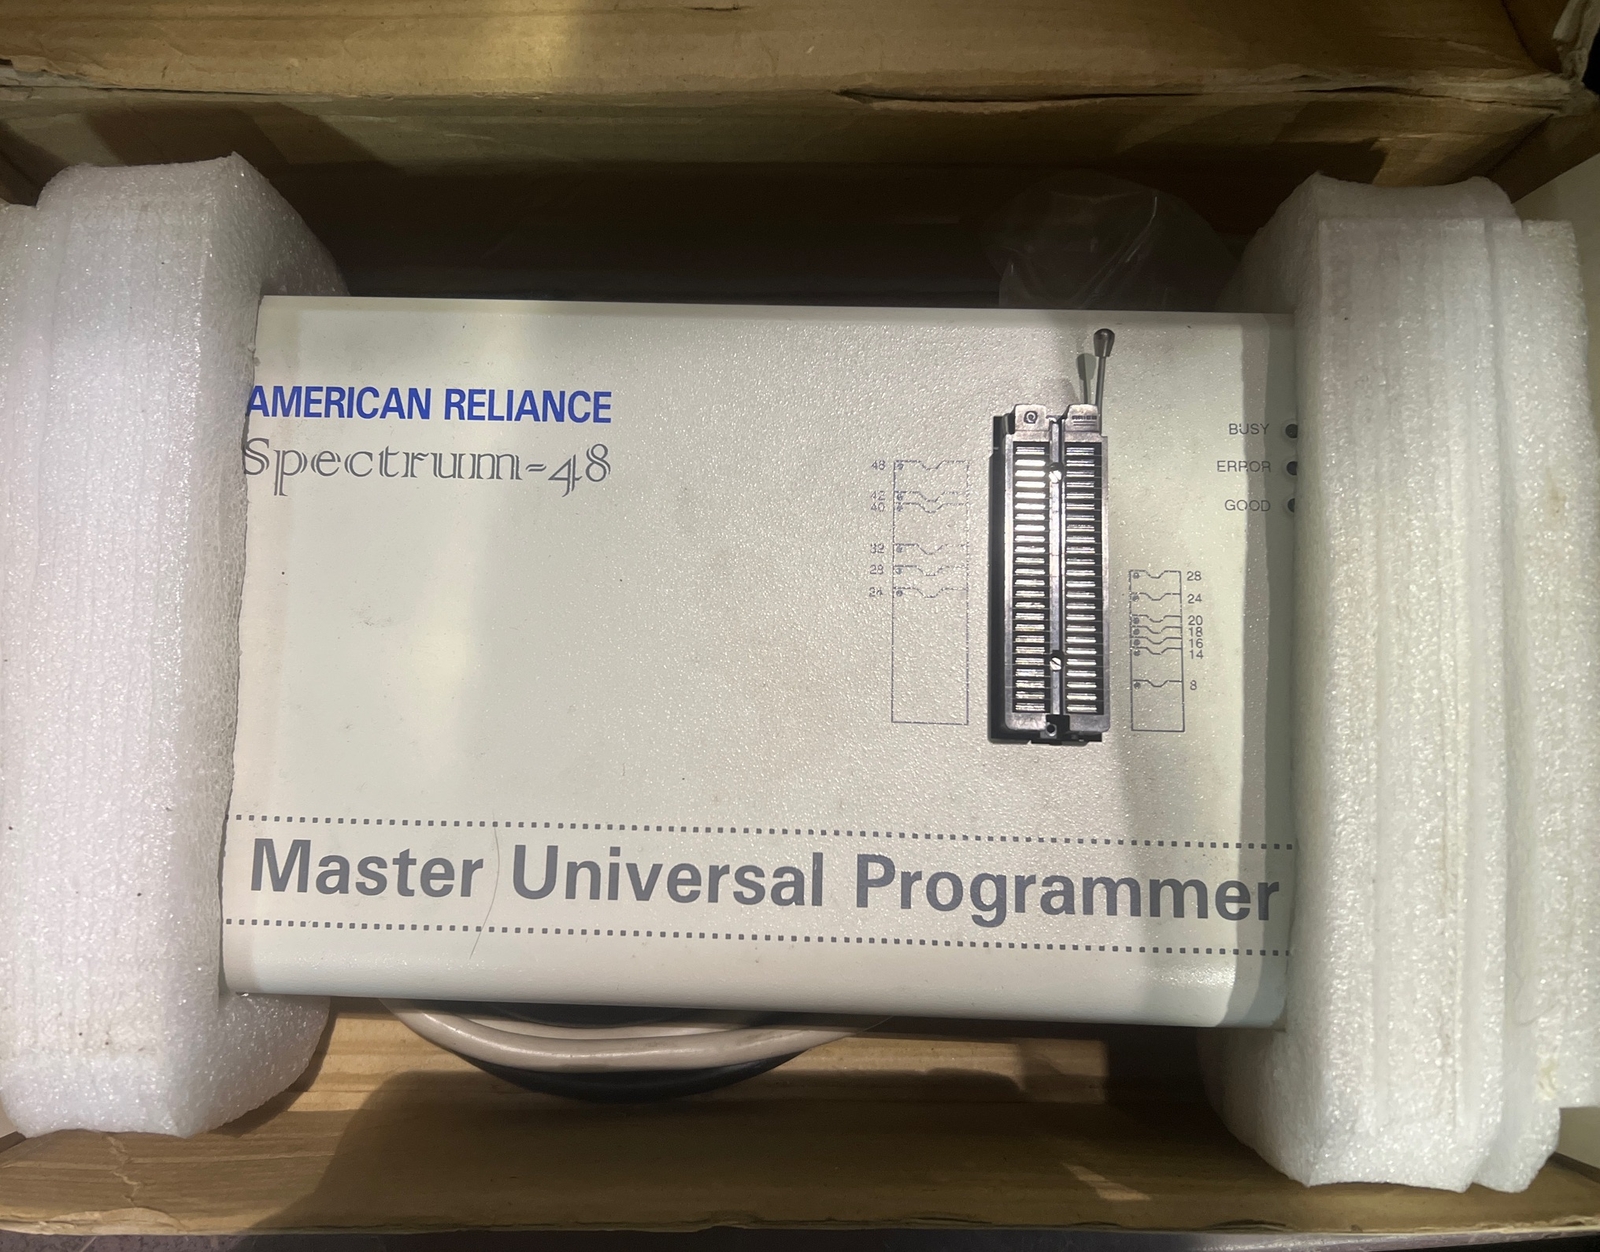 AMERICAN RELIANCE
Spectrum-48
BUSY
ERROR
GOOD
48
42
40
32
28
24
28
24
20
18
16
14
8
Master Universal Programmer